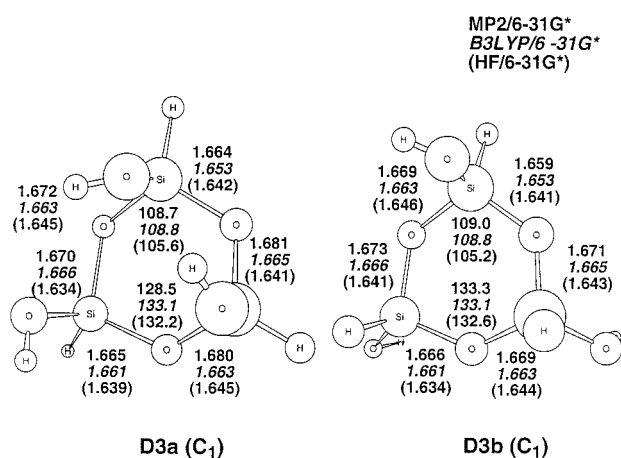 MP2/6-31G*
B3LYP/6 -31G*
(HF/6-31G*)
H
1.664
1.653
(1.642)
1.672
1.663
(1.645)
H
O
Si
O
O
108.7
108.8
(105.6)
1.670
1.666
(1.634)
1.681
1.665
(1.641)
H
128.5
133.1
(132.2)
O
Si
H
H
O
H
1.665
1.661
(1.639)
1.680
1.663
(1.645)
D3a (C1)
H
H
O
1.669
1.663
(1.646)
Si
1.659
1.653
(1.641)
O
O
109.0
108.8
(105.2)
1.673
1.666
(1.641)
1.671
1.665
(1.643)
133.3
133.1
(132.6)
H
Si
H
O
H
O
O
1.666
1.661
(1.634)
1.669
1.663
(1.644)
D3b (C1)